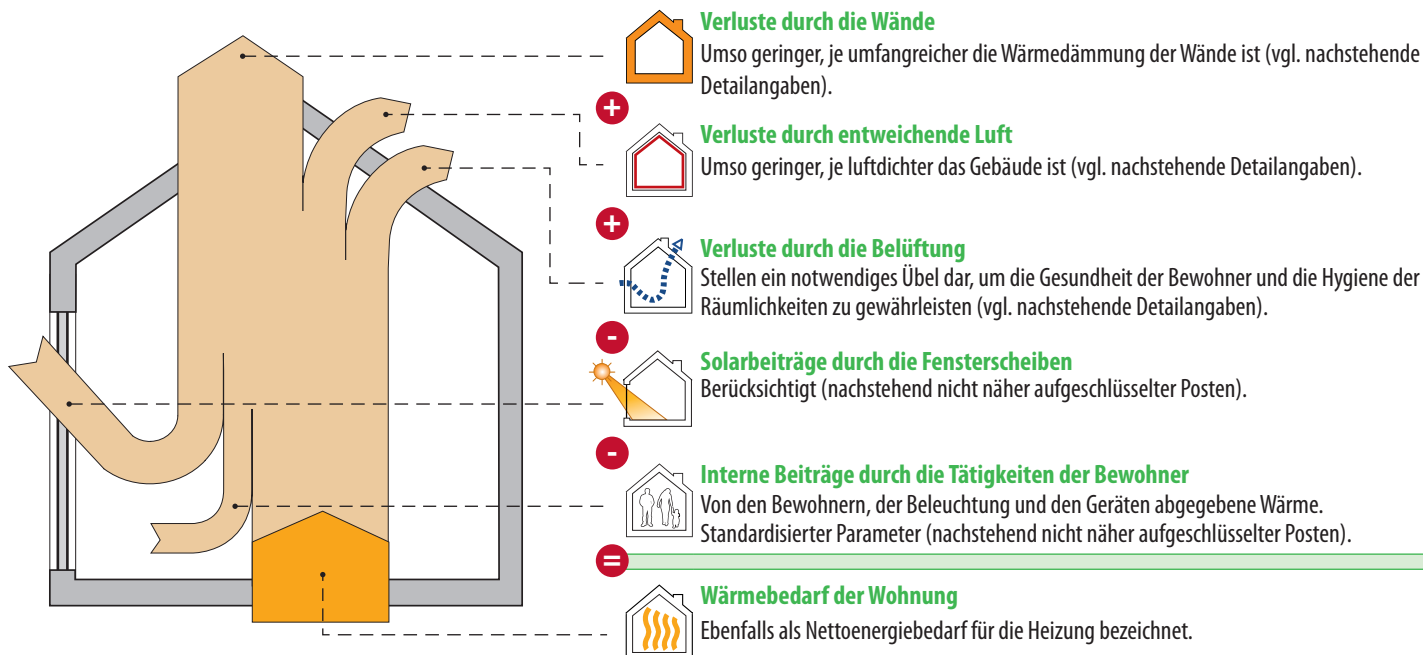 Verluste durch die Wände
Umso geringer, je umfangreicher die Wärmedämmung der Wände ist (vgl. nachstehende
Detailangaben).
+
Verluste durch entweichende Luft
Umso geringer, je luftdichter das Gebäude ist (vgl. nachstehende Detailangaben).
+
Verluste durch die Belüftung
Stellen ein notwendiges Übel dar, um die Gesundheit der Bewohner und die Hygiene der
Räumlichkeiten zu gewährleisten (vgl. nachstehende Detailangaben).
-
Solarbeiträge durch die Fensterscheiben
Berücksichtigt (nachstehend nicht näher aufgeschlüsselter Posten).
-
Interne Beiträge durch die Tätigkeiten der Bewohner
Von den Bewohnern, der Beleuchtung und den Geräten abgegebene Wärme.
Standardisierter Parameter (nachstehend nicht näher aufgeschlüsselter Posten).
=
Wärmebedarf der Wohnung
Ebenfalls als Nettoenergiebedarf für die Heizung bezeichnet.